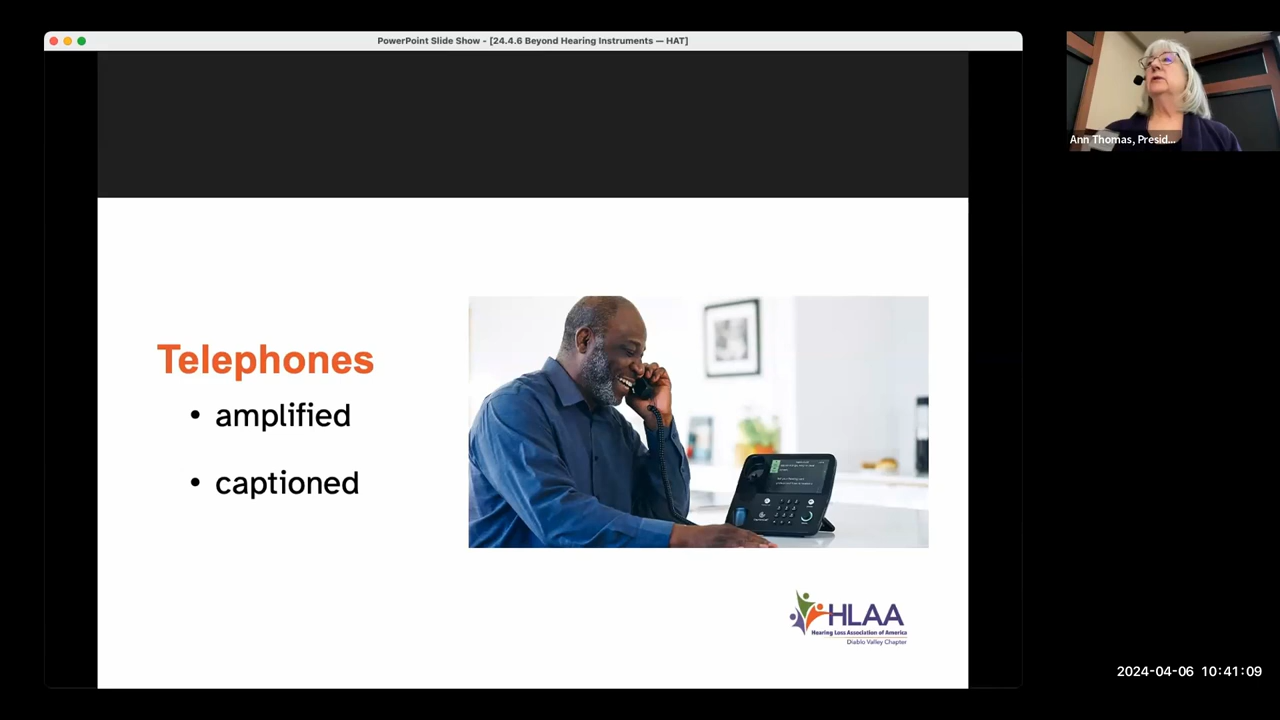 PowerPoint Slide Show - [24.4.6 Beyond Hearing Instruments — HAT]
Ann Thomas, Presid...
Telephones
• amplified
• captioned
HLAA
Hearing Loss Association of America
Diablo Valley Chapter
2024-04-06 10:41:09